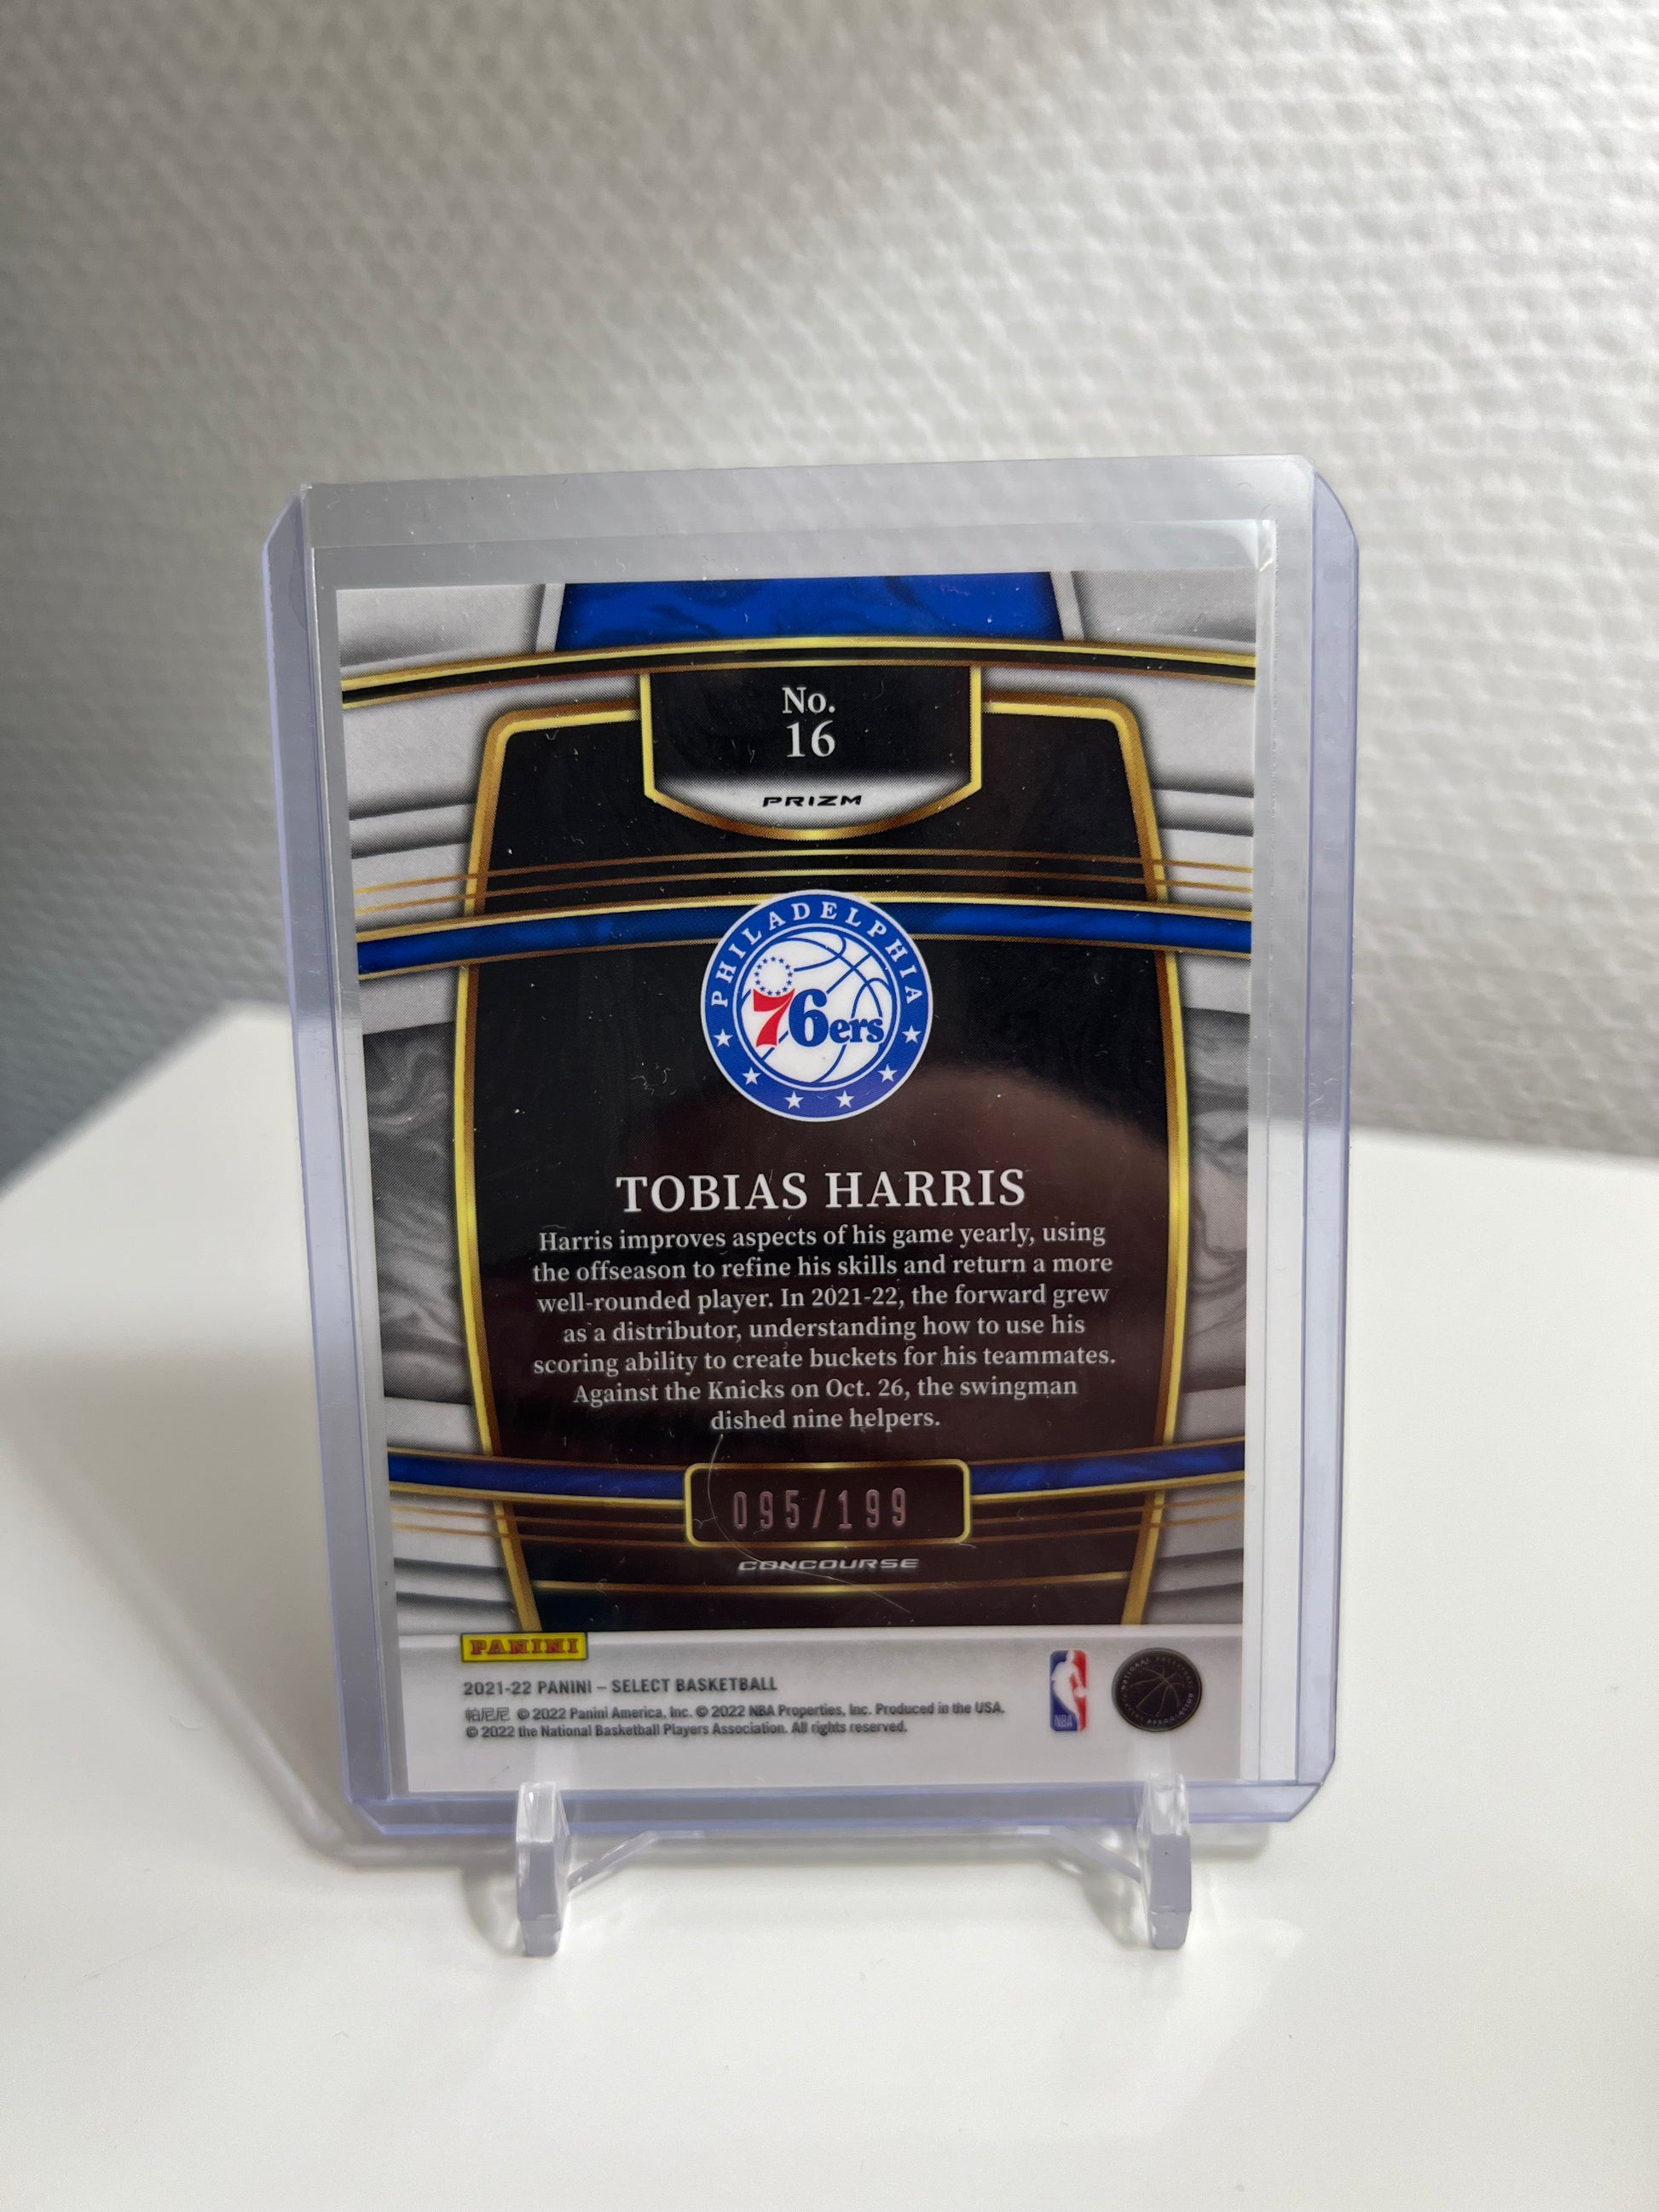 No.
16
PRIZM
PHILADELPHIA
76ers
TOBIAS HARRIS
Harris improves aspects of his game yearly, using
the offseason to refine his skills and return a more
well-rounded player. In 2021-22, the forward grew
as a distributor, understanding how to use his
scoring ability to create buckets for his teammates.
Against the Knicks on Oct. 26, the swingman
dished nine helpers.
095/199
CONCOURSE
PANINI
2021-22 PANINI – SELECT BASKETBALL
帕尼尼 © 2022 Panini America, Inc. © 2022 NBA Properties, Inc. Produced in the USA.
© 2022 the National Basketball Players Association. All rights reserved.
NBA